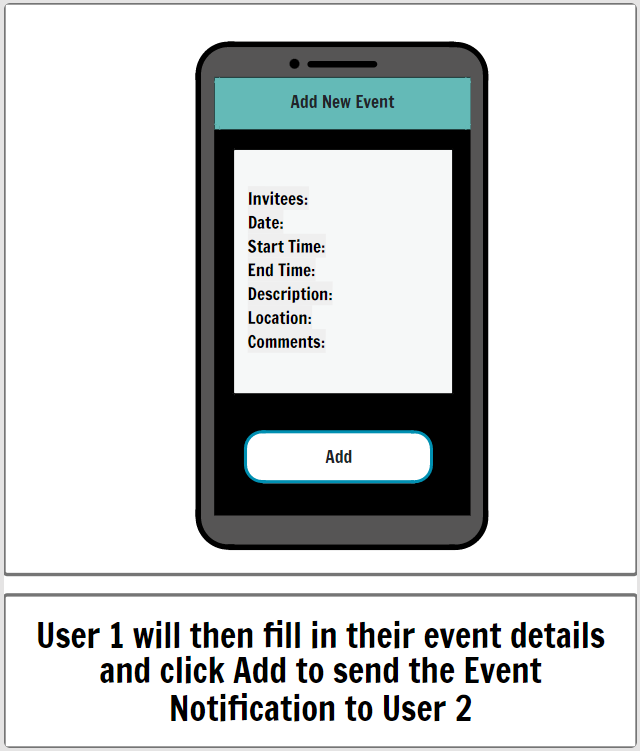 Add New Event
Invitees:
Date:
Start Time:
End Time:
Description:
Location:
Comments:
Add
User 1 will then fill in their event details
and click Add to send the Event
Notification to User 2